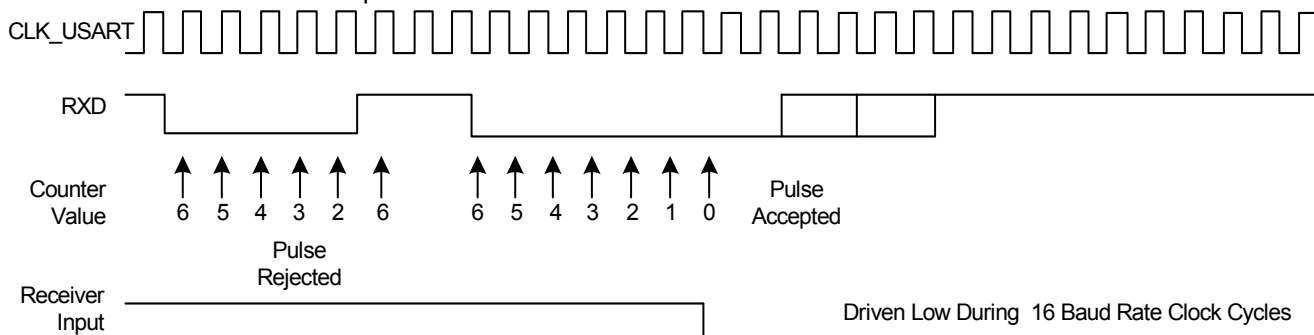 CLK_USART
RXD
Counter
Value
6 5 4 3 2 6 6 5 4 3 2 1 0
Pulse
Accepted
Pulse
Rejected
Receiver
Input
Driven Low During 16 Baud Rate Clock Cycles